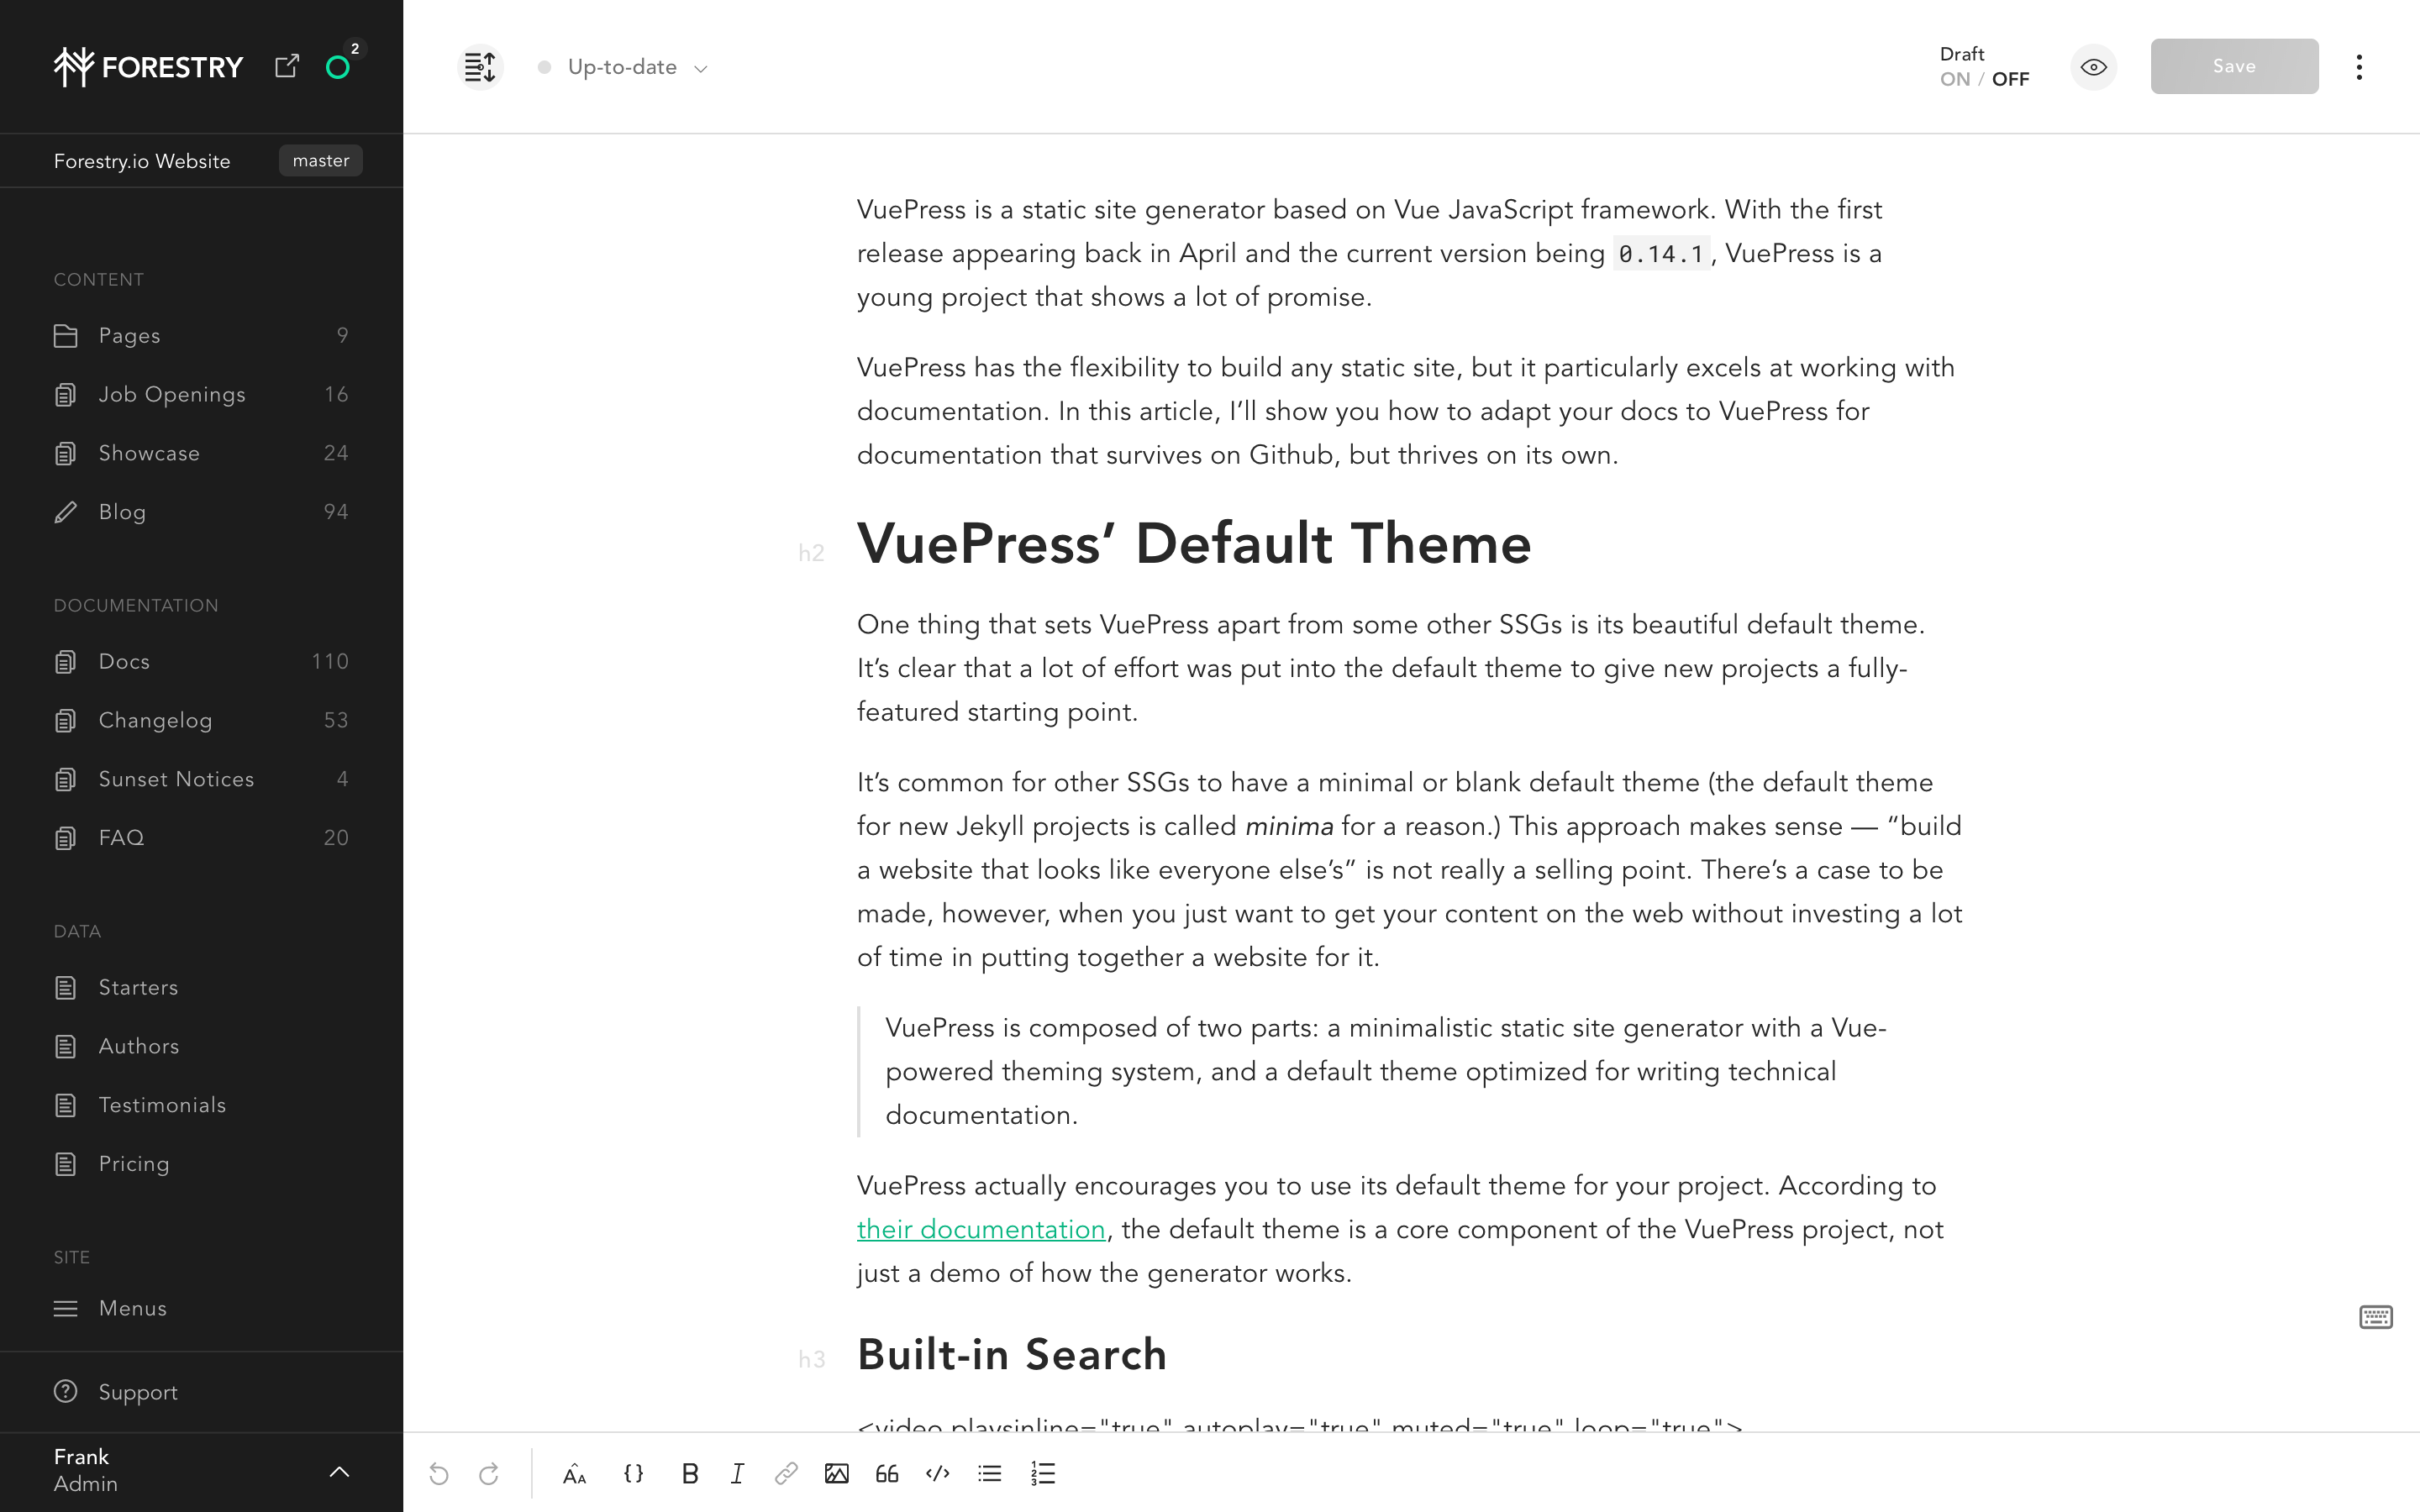 FORESTRY
2
Forestry.io Website
master
CONTENT
Pages 9
Job Openings 16
Showcase 24
Blog 94
DOCUMENTATION
Docs 110
Changelog 53
Sunset Notices 4
FAQ 20
DATA
Starters
Authors
Testimonials
Pricing
SITE
Menus
Support
Frank
Admin
Up-to-date
Draft
ON / OFF
Save
VuePress is a static site generator based on Vue JavaScript framework. With the first
release appearing back in April and the current version being 0.14.1, VuePress is a
young project that shows a lot of promise.
VuePress has the flexibility to build any static site, but it particularly excels at working with
documentation. In this article, I’ll show you how to adapt your docs to VuePress for
documentation that survives on Github, but thrives on its own.
h2 VuePress’ Default Theme
One thing that sets VuePress apart from some other SSGs is its beautiful default theme.
It’s clear that a lot of effort was put into the default theme to give new projects a fully-
featured starting point.
It’s common for other SSGs to have a minimal or blank default theme (the default theme
for new Jekyll projects is called minima for a reason.) This approach makes sense — “build
a website that looks like everyone else’s” is not really a selling point. There’s a case to be
made, however, when you just want to get your content on the web without investing a lot
of time in putting together a website for it.
VuePress is composed of two parts: a minimalistic static site generator with a Vue-
powered theming system, and a default theme optimized for writing technical
documentation.
VuePress actually encourages you to use its default theme for your project. According to
their documentation, the default theme is a core component of the VuePress project, not
just a demo of how the generator works.
h3 Built-in Search
<video playsinline="true" autoplay="true" muted="true" loop="true">